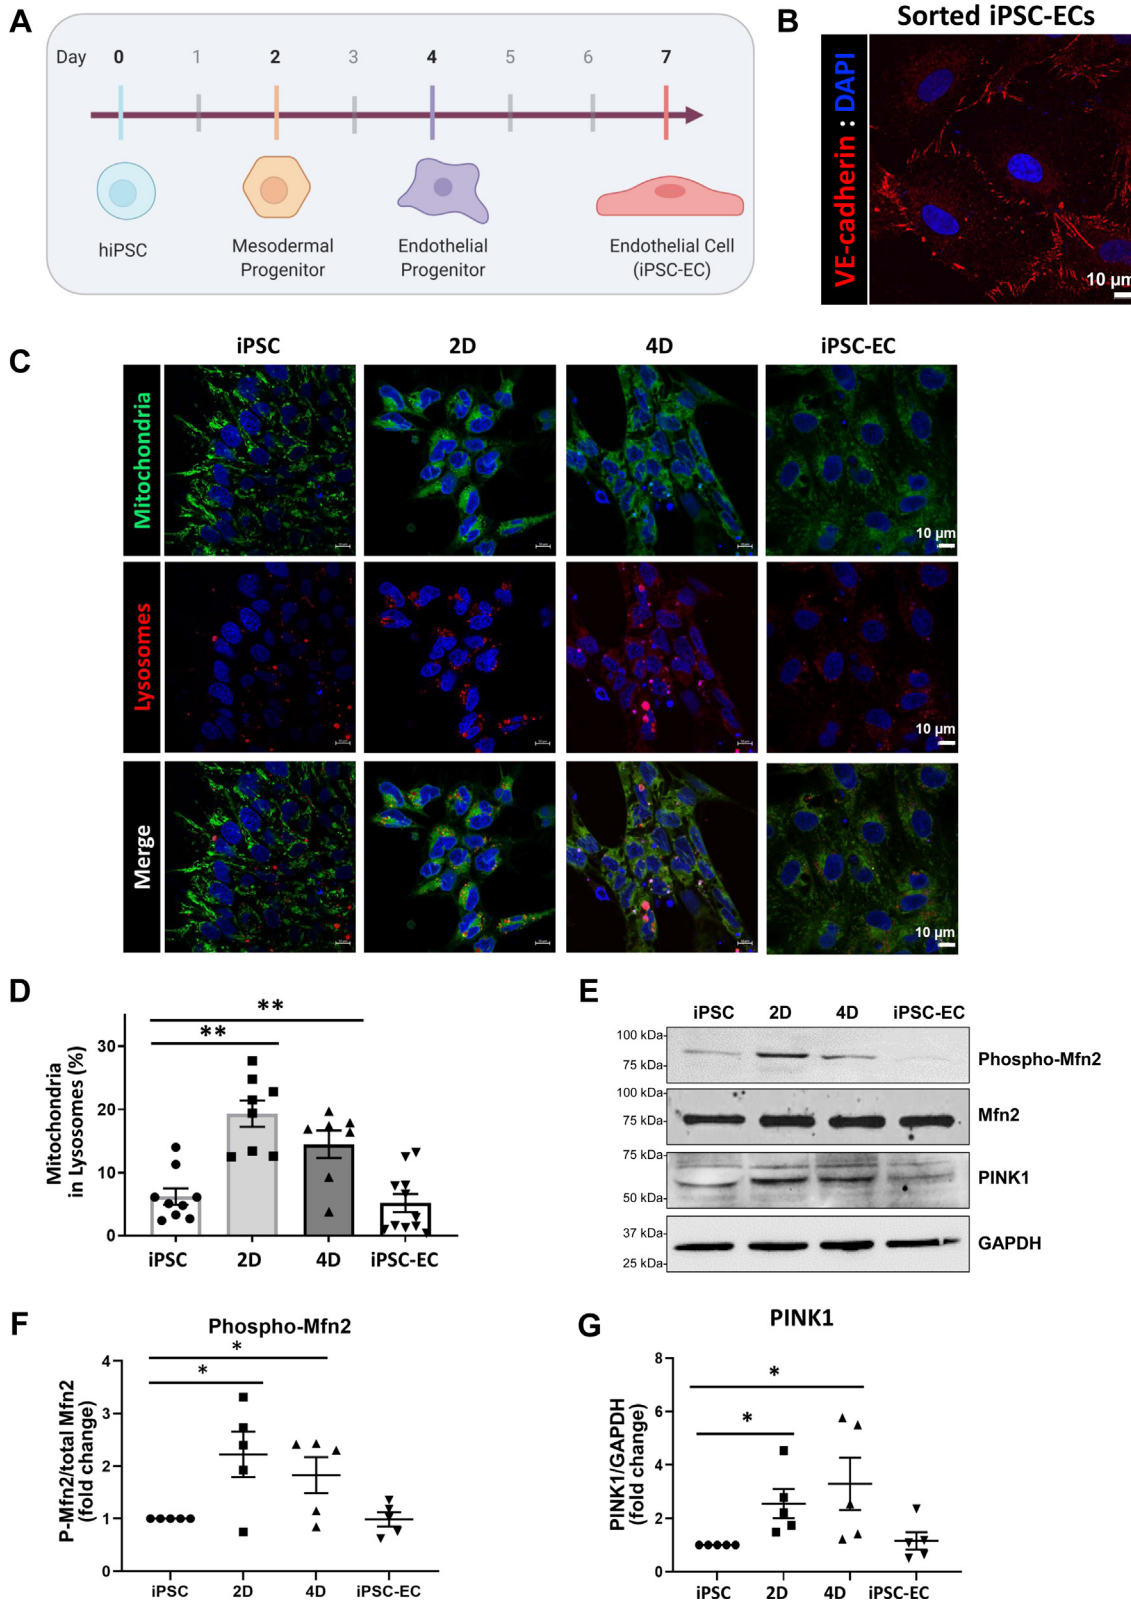 A
Day 0 1 2 3 4 5 6 7
hiPSC
Mesodermal
Progenitor
Endothelial
Progenitor
Endothelial Cell
(iPSC-EC)
B
Sorted iPSC-ECs
VE-cadherin : DAPI
10 µm
C
iPSC 2D 4D iPSC-EC
Mitochondria
10 µm
Lysosomes
10 µm
Merge
10 µm
D
Mitochondria
in Lysosomes (%)
30
20
10
0
** 
**
iPSC 2D 4D iPSC-EC
E
iPSC 2D 4D iPSC-EC
100 kDa-
75 kDa-
Phospho-Mfn2
100 kDa-
75 kDa-
Mfn2
75 kDa-
50 kDa-
PINK1
37 kDa-
25 kDa-
GAPDH
F
Phospho-Mfn2
P-Mfn2/total Mfn2
(fold change)
4
3
2
1
0
*
*
iPSC 2D 4D iPSC-EC
G
PINK1
PINK1/GAPDH
(fold change)
8
6
4
2
0
*
*
iPSC 2D 4D iPSC-EC